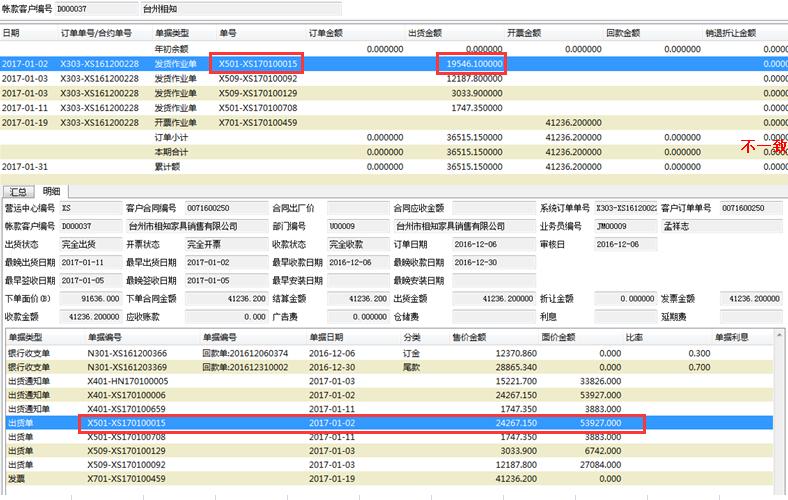 帐款客户编号 D000037 台州相知
日期 订单单号/合约单号 单据类型 单号 订单金额 出货金额 开票金额 回款金额 销退折让金额
年初余额 0.000000 0.000000 0.000000 0.000000 0.0000
2017-01-02 X303-XS161200228 发货作业单 X501-XS170100015 19546.100000 0.0000
2017-01-03 X303-XS161200228 发货作业单 X509-XS170100092 12187.800000 0.0000
2017-01-03 X303-XS161200228 发货作业单 X509-XS170100129 3033.900000 0.0000
2017-01-11 X303-XS161200228 发货作业单 X501-XS170100708 1747.350000 0.0000
2017-01-19 X303-XS161200228 开票作业单 X701-XS170100459 41236.200000 0.0000
订单小计 0.000000 36515.150000 41236.200000 0.000000 0.0000
不一致
本期合计 0.000000 36515.150000 41236.200000 0.000000 0.0000
2017-01-31 累计额 0.000000 36515.150000 41236.200000 0.000000 0.0000
汇总 明细
营运中心编号 XS 客户合同编号 0071600250 合同出厂价 合同应收金额 系统订单单号 X303-XS16120022 客户订单单号 0071600250
帐款客户编号 D000037 台州市相知家具销售有限公司 部门编号 U00009 台州市相知家具销售有限公司 业务员编号 JM00009 孟祥志
出货状态 完全出货 开票状态 完全开票 收款状态 完全收款 订单日期 2016-12-06 审核日 2016-12-06
最晚出货日期 2017-01-11 最早出货日期 2017-01-02 最早收款日期 2016-12-06 最晚收款日期 2016-12-30
最早签收日期 2017-01-05 最晚签收日期 2017-01-05 最早安装日期 最晚安装日期
下单面价(B) 91636.000 下单合同金额 41236.200 结算金额 41236.200 出货金额 41236.200000 折让金额 0.000000 发票金额 41236.200000
收款金额 41236.200000 应收账款 0.000 广告费 0.000000 仓储费 利息 延期费
单据类型 单据编号 单据编号 单据日期 分类 售价金额 面价金额 比率 单据利息
银行收支单 N301-XS161200366 回款单:201612060374 2016-12-06 订金 12370.860 0.000 0.300
银行收支单 N301-XS161203369 回款单:201612310002 2016-12-30 尾款 28865.340 0.000 0.700
出货通知单 X401-HN170100005 2017-01-03 15221.700 33826.000
出货通知单 X401-XS170100006 2017-01-02 24267.150 53927.000
出货通知单 X401-XS170100659 2017-01-11 1747.350 3883.000
出货单 X501-XS170100015 2017-01-02 24267.150 53927.000
出货单 X501-XS170100708 2017-01-11 1747.350 3883.000
出货单 X509-XS170100129 2017-01-03 3033.900 6742.000
出货单 X509-XS170100092 2017-01-03 12187.800 27084.000
发票 X701-XS170100459 2017-01-19 41236.200 0.000